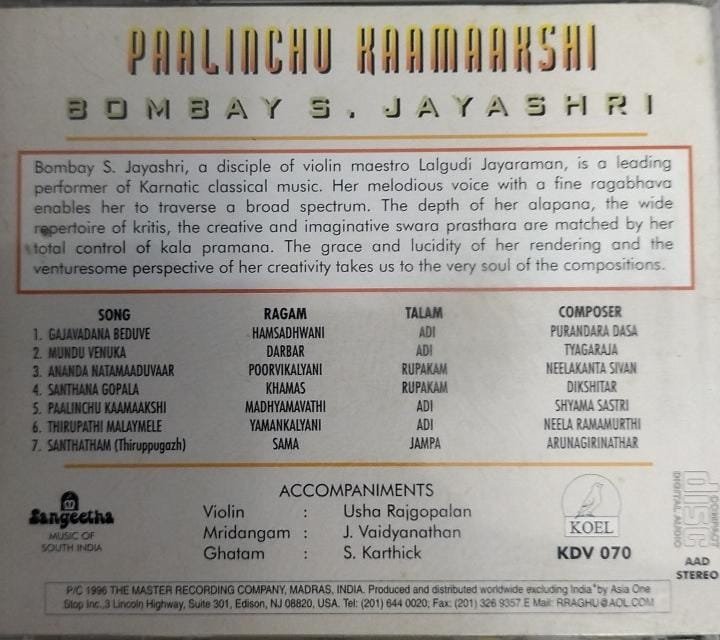 PAALINCHU KAAMAAKSHI
BOMBAY S. JAYASHRI
Bombay S. Jayashri, a disciple of violin maestro Lalgudi Jayaraman, is a leading
performer of Karnatic classical music. Her melodious voice with a fine ragabhava
enables her to traverse a broad spectrum. The depth of her alapana, the wide
repertoire of kritis, the creative and imaginative swara prasthara are matched by her
total control of kala pramana. The grace and lucidity of her rendering and the
venturesome perspective of her creativity takes us to the very soul of the compositions.
SONG RAGAM TALAM COMPOSER
1. GAJAVADANA BEDUVE HAMSADHWANI ADI PURANDARA DASA
2. MUNDU VENUKA DARBAR ADI TYAGARAJA
3. ANANDA NATAMAADUVAAR POORVIKALYANI RUPAKAM NEELAKANTA SIVAN
4. SANTHANA GOPALA KHAMAS RUPAKAM DIKSHITAR
5. PAALINCHU KAAMAAKSHI MADHYAMAVATHI ADI SHYAMA SASTRI
6. THIRUPATHI MALAYMELE YAMANKALYANI ADI NEELA RAMAMURTHI
7. SANTHATHAM (Thiruppugazh) SAMA JAMPA ARUNAGIRINATHAR
ACCOMPANIMENTS
Violin : Usha Rajgopalan
Mridangam : J. Vaidyanathan
Ghatam : S. Karthick
Sangeetha
MUSIC OF
SOUTH INDIA
KOEL
KDV 070
COMPACT
disc
DIGITAL AUDIO
AAD
STEREO
P/C 1996 THE MASTER RECORDING COMPANY, MADRAS, INDIA. Produced and distributed worldwide excluding India by Asia One
Stop Inc.,3 Lincoln Highway, Suite 301, Edison, NJ 08820, USA. Tel: (201) 644 0020; Fax: (201) 326 9357.E Mail: RRAGHU@AOL.COM